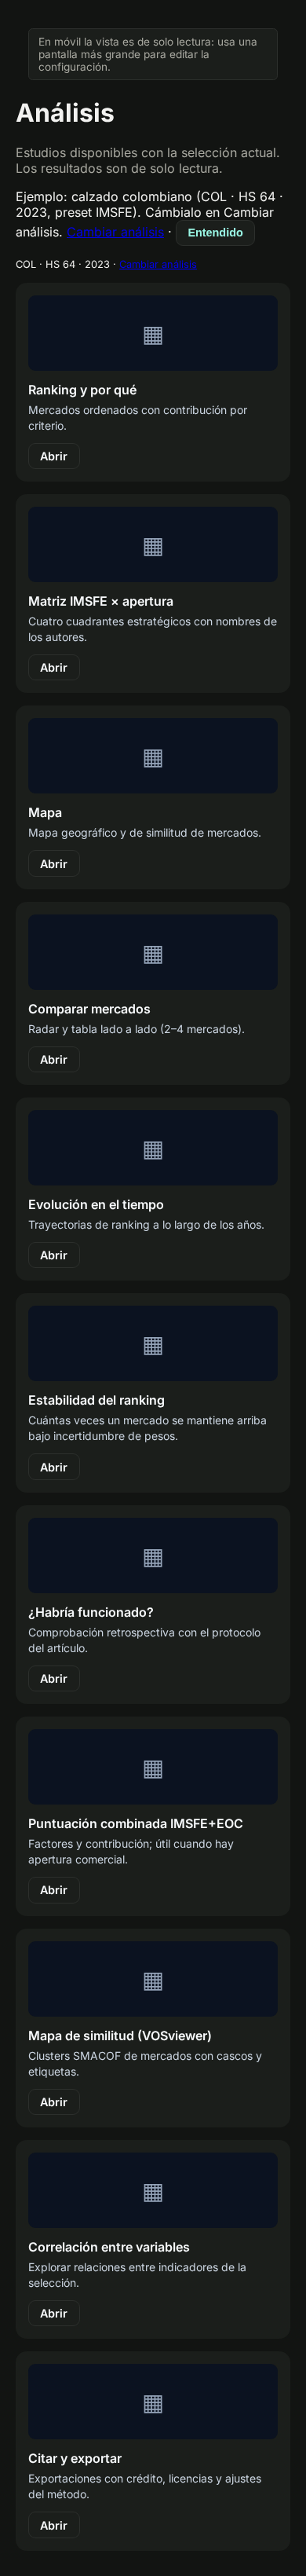 En móvil la vista es de solo lectura: usa una
pantalla más grande para editar la
configuración.
Análisis
Estudios disponibles con la selección actual.
Los resultados son de solo lectura.
Ejemplo: calzado colombiano (COL · HS 64 ·
2023, preset IMSFE). Cámbialo en Cambiar
análisis. Cambiar análisis · Entendido
COL · HS 64 · 2023 · Cambiar análisis
Ranking y por qué
Mercados ordenados con contribución por
criterio.
Abrir
Matriz IMSFE × apertura
Cuatro cuadrantes estratégicos con nombres de
los autores.
Abrir
Mapa
Mapa geográfico y de similitud de mercados.
Abrir
Comparar mercados
Radar y tabla lado a lado (2–4 mercados).
Abrir
Evolución en el tiempo
Trayectorias de ranking a lo largo de los años.
Abrir
Estabilidad del ranking
Cuántas veces un mercado se mantiene arriba
bajo incertidumbre de pesos.
Abrir
¿Habría funcionado?
Comprobación retrospectiva con el protocolo
del artículo.
Abrir
Puntuación combinada IMSFE+EOC
Factores y contribución; útil cuando hay
apertura comercial.
Abrir
Mapa de similitud (VOSviewer)
Clusters SMACOF de mercados con cascos y
etiquetas.
Abrir
Correlación entre variables
Explorar relaciones entre indicadores de la
selección.
Abrir
Citar y exportar
Exportaciones con crédito, licencias y ajustes
del método.
Abrir